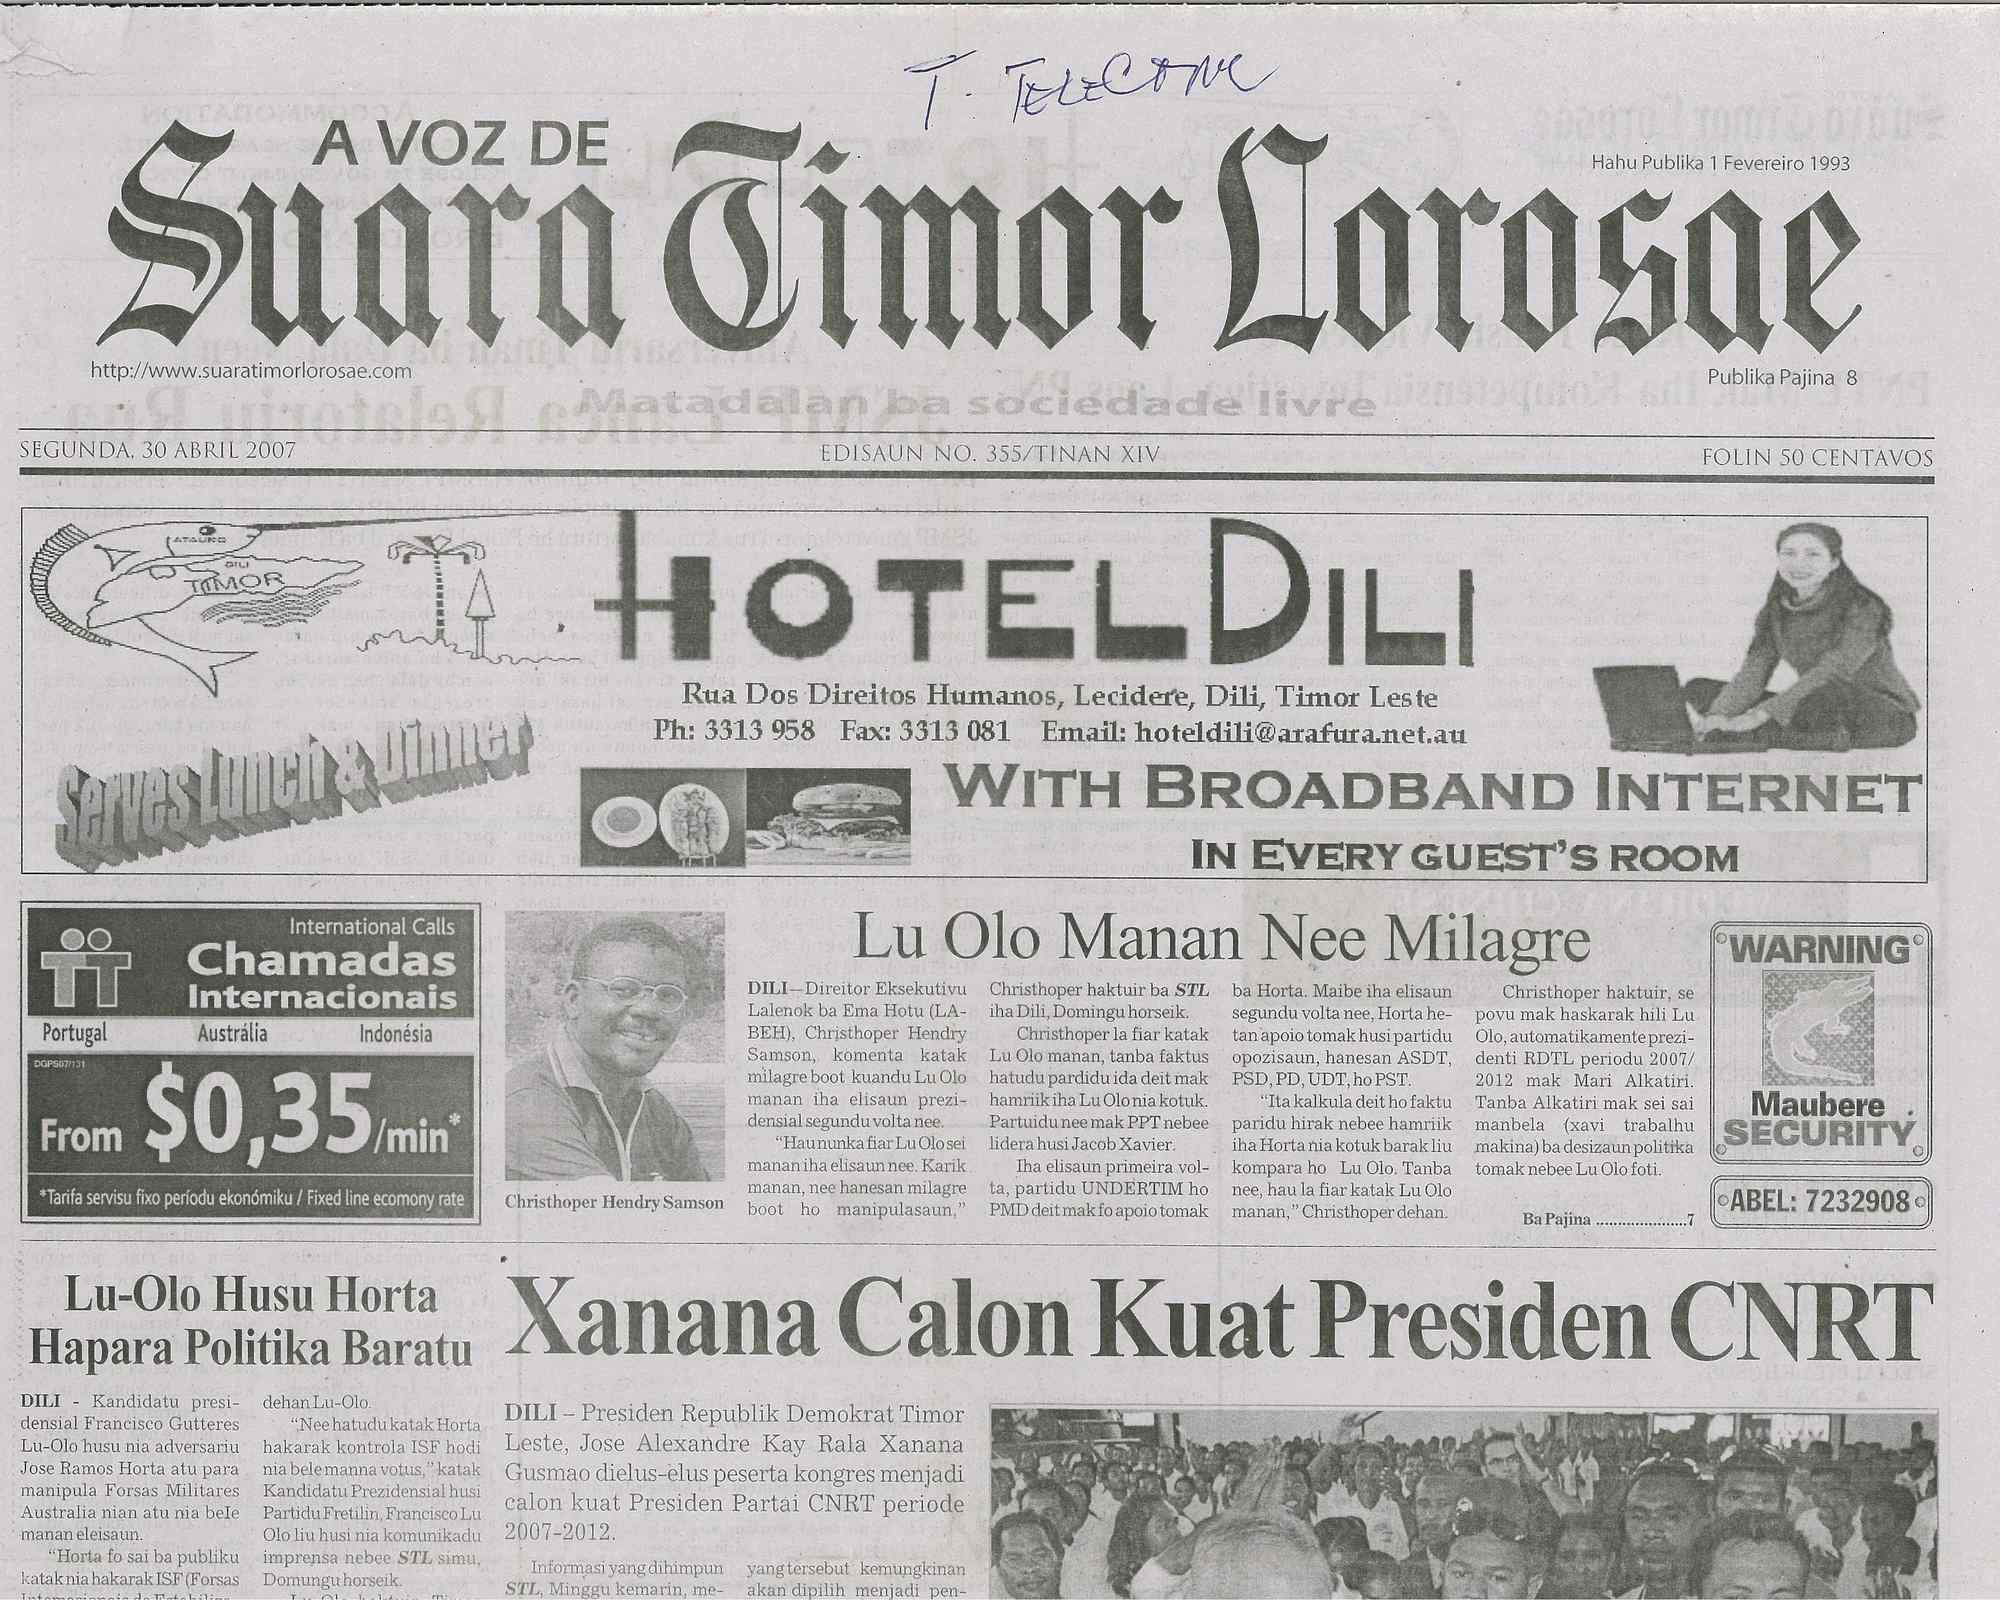 T. TELECOM
A VOZ DE
Suara Timor Lorosae
Hahu Publika 1 Fevereiro 1993
http://www.suaratimorlorosae.com
Publika Pajina 8
Matadalan ba sociedade livre
SEGUNDA, 30 ABRIL 2007
EDISAUN NO. 355/TINAN XIV
FOLIN 50 CENTAVOS
ATAURO
DILI
TIMOR
HOTEL DILI
Rua Dos Direitos Humanos, Lecidere, Dili, Timor Leste
Ph: 3313 958 Fax: 3313 081 Email: hoteldili@arafura.net.au
Serves Lunch & Dinner
WITH BROADBAND INTERNET
IN EVERY GUEST'S ROOM
International Calls
Chamadas
Internacionais
Portugal Austrália Indonésia
DGPS07/131
From $0,35/min*
*Tarifa servisu fixo períodu ekonómiku / Fixed line ecomony rate
Christhoper Hendry Samson
Lu Olo Manan Nee Milagre
DILI—Direitor Eksekutivu
Lalenok ba Ema Hotu (LA-
BEH), Christhoper Hendry
Samson, komenta katak
milagre boot kuandu Lu Olo
manan iha elisaun prezi-
densial segundu volta nee.
"Hau nunka fiar Lu Olo sei
manan iha elisaun nee. Karik
manan, nee hanesan milagre
boot ho manipulasaun,"
Christhoper haktuir ba STL
iha Dili, Domingu horseik.
Christhoper la fiar katak
Lu Olo manan, tanba faktus
hatudu pardidu ida deit mak
hamriik iha Lu Olo nia kotuk.
Partuidu nee mak PPT nebee
lidera husi Jacob Xavier.
Iha elisaun primeira vol-
ta, partidu UNDERTIM ho
PMD deit mak fo apoio tomak
ba Horta. Maibe iha elisaun
segundu volta nee, Horta he-
tan apoio tomak husi partidu
opozisaun, hanesan ASDT,
PSD, PD, UDT, ho PST.
"Ita kalkula deit ho faktu
paridu hirak nebee hamriik
iha Horta nia kotuk barak liu
kompara ho Lu Olo. Tanba
nee, hau la fiar katak Lu Olo
manan," Christhoper dehan.
Christhoper haktuir, se
povu mak haskarak hili Lu
Olo, automatikamente prezi-
denti RDTL periodu 2007/
2012 mak Mari Alkatiri.
Tanba Alkatiri mak sei sai
manbela (xavi trabalhu
makina) ba desizaun politika
tomak nebee Lu Olo foti.
Ba Pajina ......................7
WARNING
Maubere
SECURITY
ABEL: 7232908
Lu-Olo Husu Horta
Hapara Politika Baratu
DILI - Kandidatu presi-
densial Francisco Gutteres
Lu-Olo husu nia adversariu
Jose Ramos Horta atu para
manipula Forsas Militares
Australia nian atu nia bele
manan eleisaun.
"Horta fo sai ba publiku
katak nia hakarak ISF (Forsas
dehan Lu-Olo.
"Nee hatudu katak Horta
hakarak kontrola ISF hodi
nia bele manna votus," katak
Kandidatu Prezidensial husi
Partidu Fretilin, Francisco Lu
Olo liu husi nia komunikadu
imprensa nebee STL simu,
Domungu horseik.
Xanana Calon Kuat Presiden CNRT
DILI – Presiden Republik Demokrat Timor
Leste, Jose Alexandre Kay Rala Xanana
Gusmao dielus-elus peserta kongres menjadi
calon kuat Presiden Partai CNRT periode
2007-2012.
Informasi yang dihimpun
STL, Minggu kemarin, me-
yang tersebut kemungkinan
akan dipilih menjadi pen-